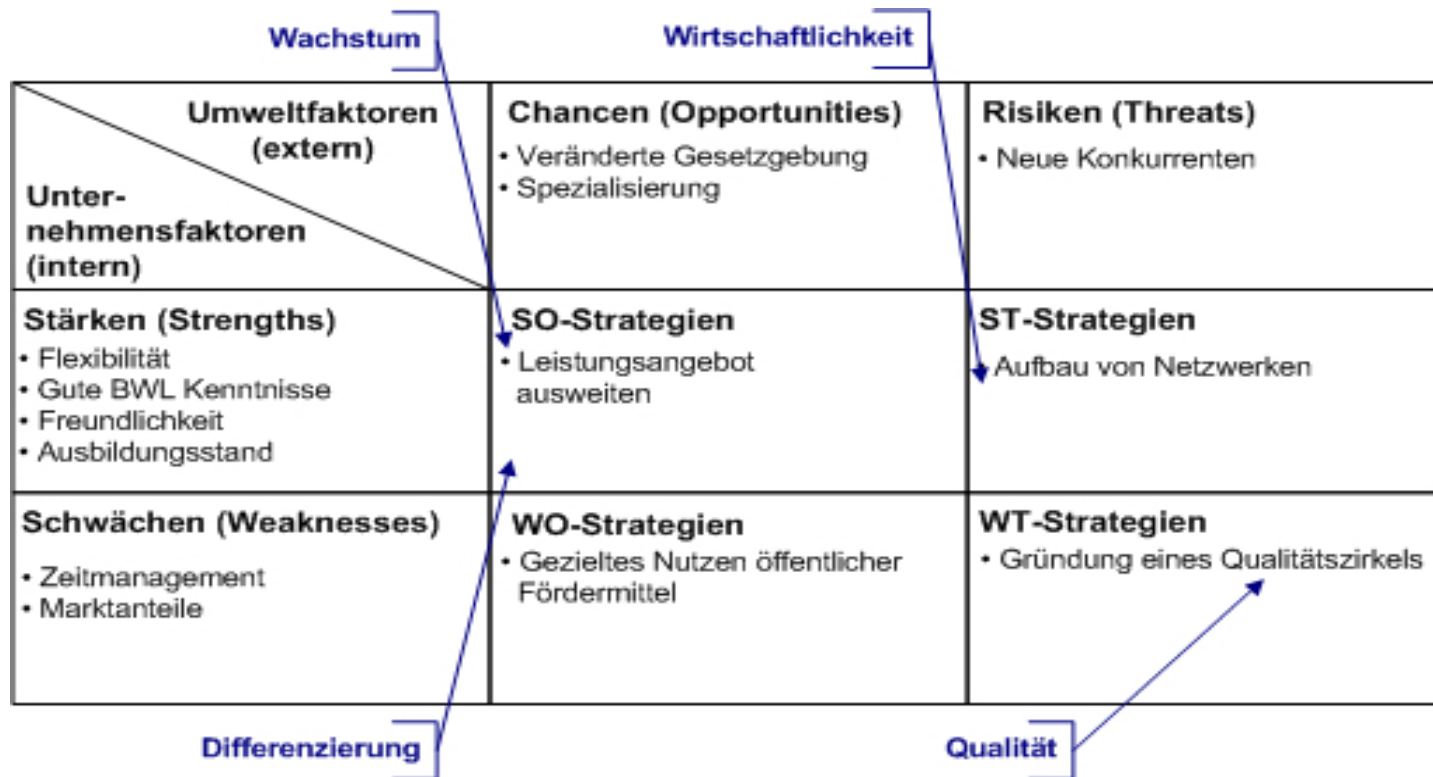 Wachstum
Wirtschaftlichkeit
Umweltfaktoren
(extern)
Unter-
nehmensfaktoren
(intern)
Chancen (Opportunities)
• Veränderte Gesetzgebung
• Spezialisierung
Risiken (Threats)
• Neue Konkurrenten
Stärken (Strengths)
• Flexibilität
• Gute BWL Kenntnisse
• Freundlichkeit
• Ausbildungsstand
SO-Strategien
• Leistungsangebot
ausweiten
ST-Strategien
• Aufbau von Netzwerken
Schwächen (Weaknesses)
• Zeitmanagement
• Marktanteile
WO-Strategien
• Gezieltes Nutzen öffentlicher
Fördermittel
WT-Strategien
• Gründung eines Qualitätszirkels
Differenzierung
Qualität